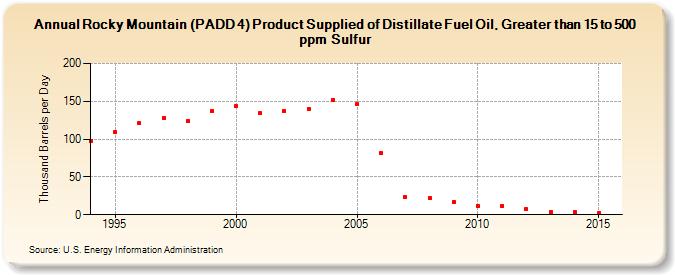 Annual Rocky Mountain (PADD 4) Product Supplied of Distillate Fuel Oil, Greater than 15 to 500
ppm Sulfur
Thousand Barrels per Day
200
150
100
50
0
1995 2000 2005 2010 2015
Source: U.S. Energy Information Administration